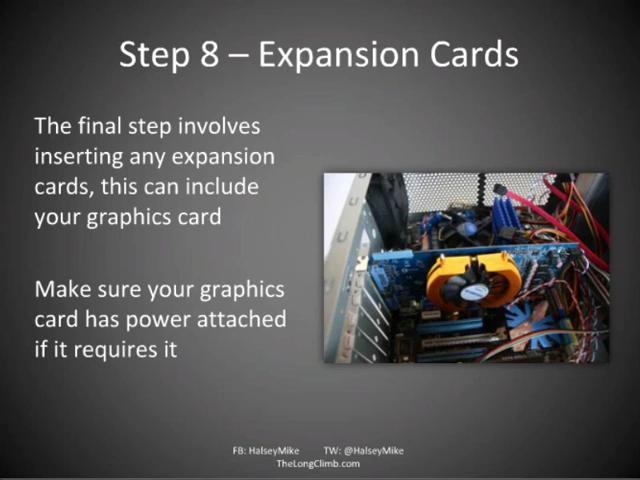 Step 8 – Expansion Cards
The final step involves
inserting any expansion
cards, this can include
your graphics card
Make sure your graphics
card has power attached
if it requires it
FB: HalseyMike TW: @HalseyMike
TheLongClimb.com